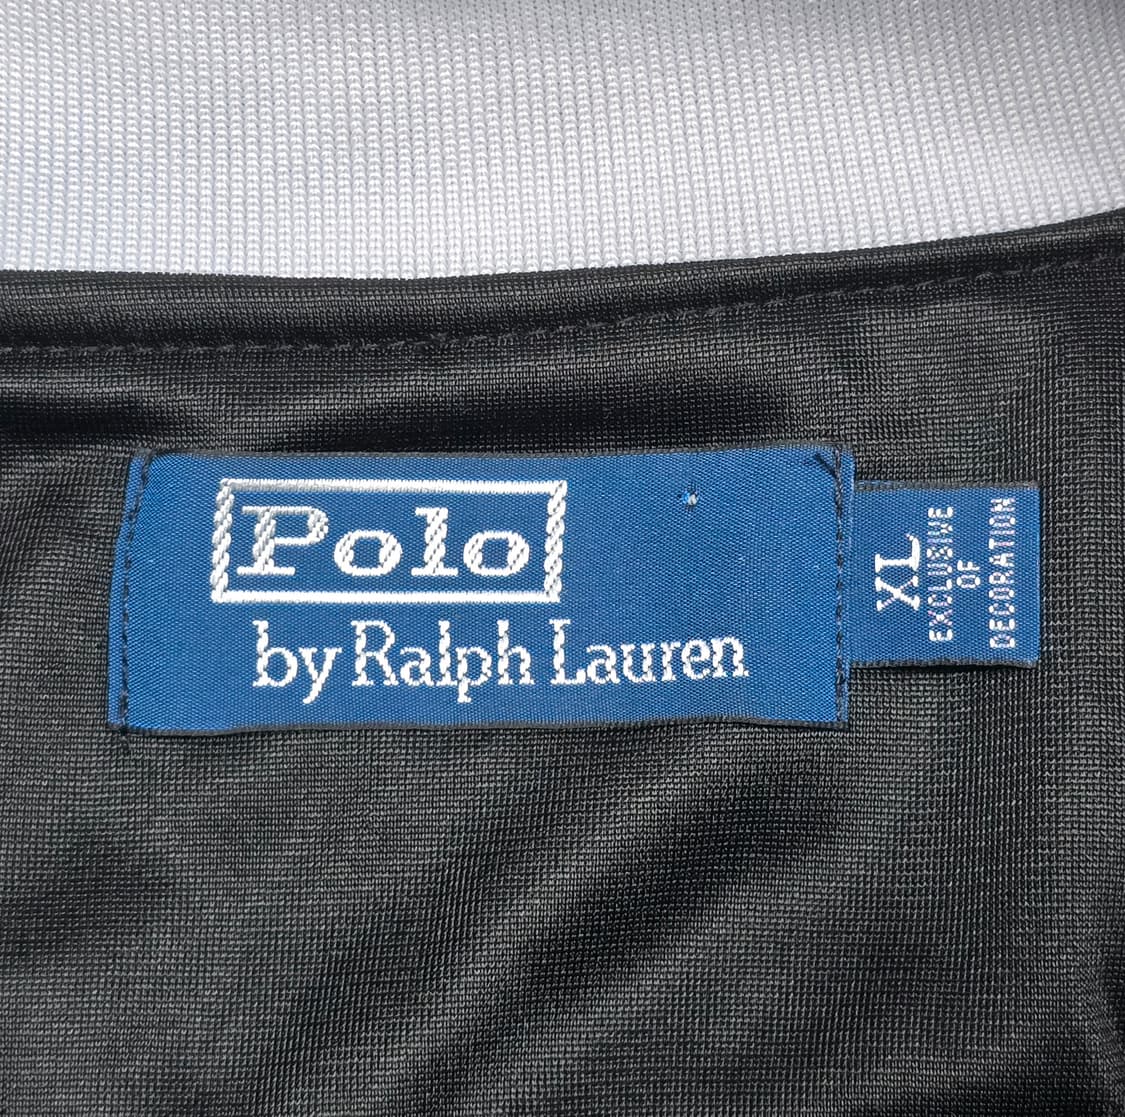 Polo
by Ralph Lauren
XL
EXCLUSIVE
OF
DECORATION